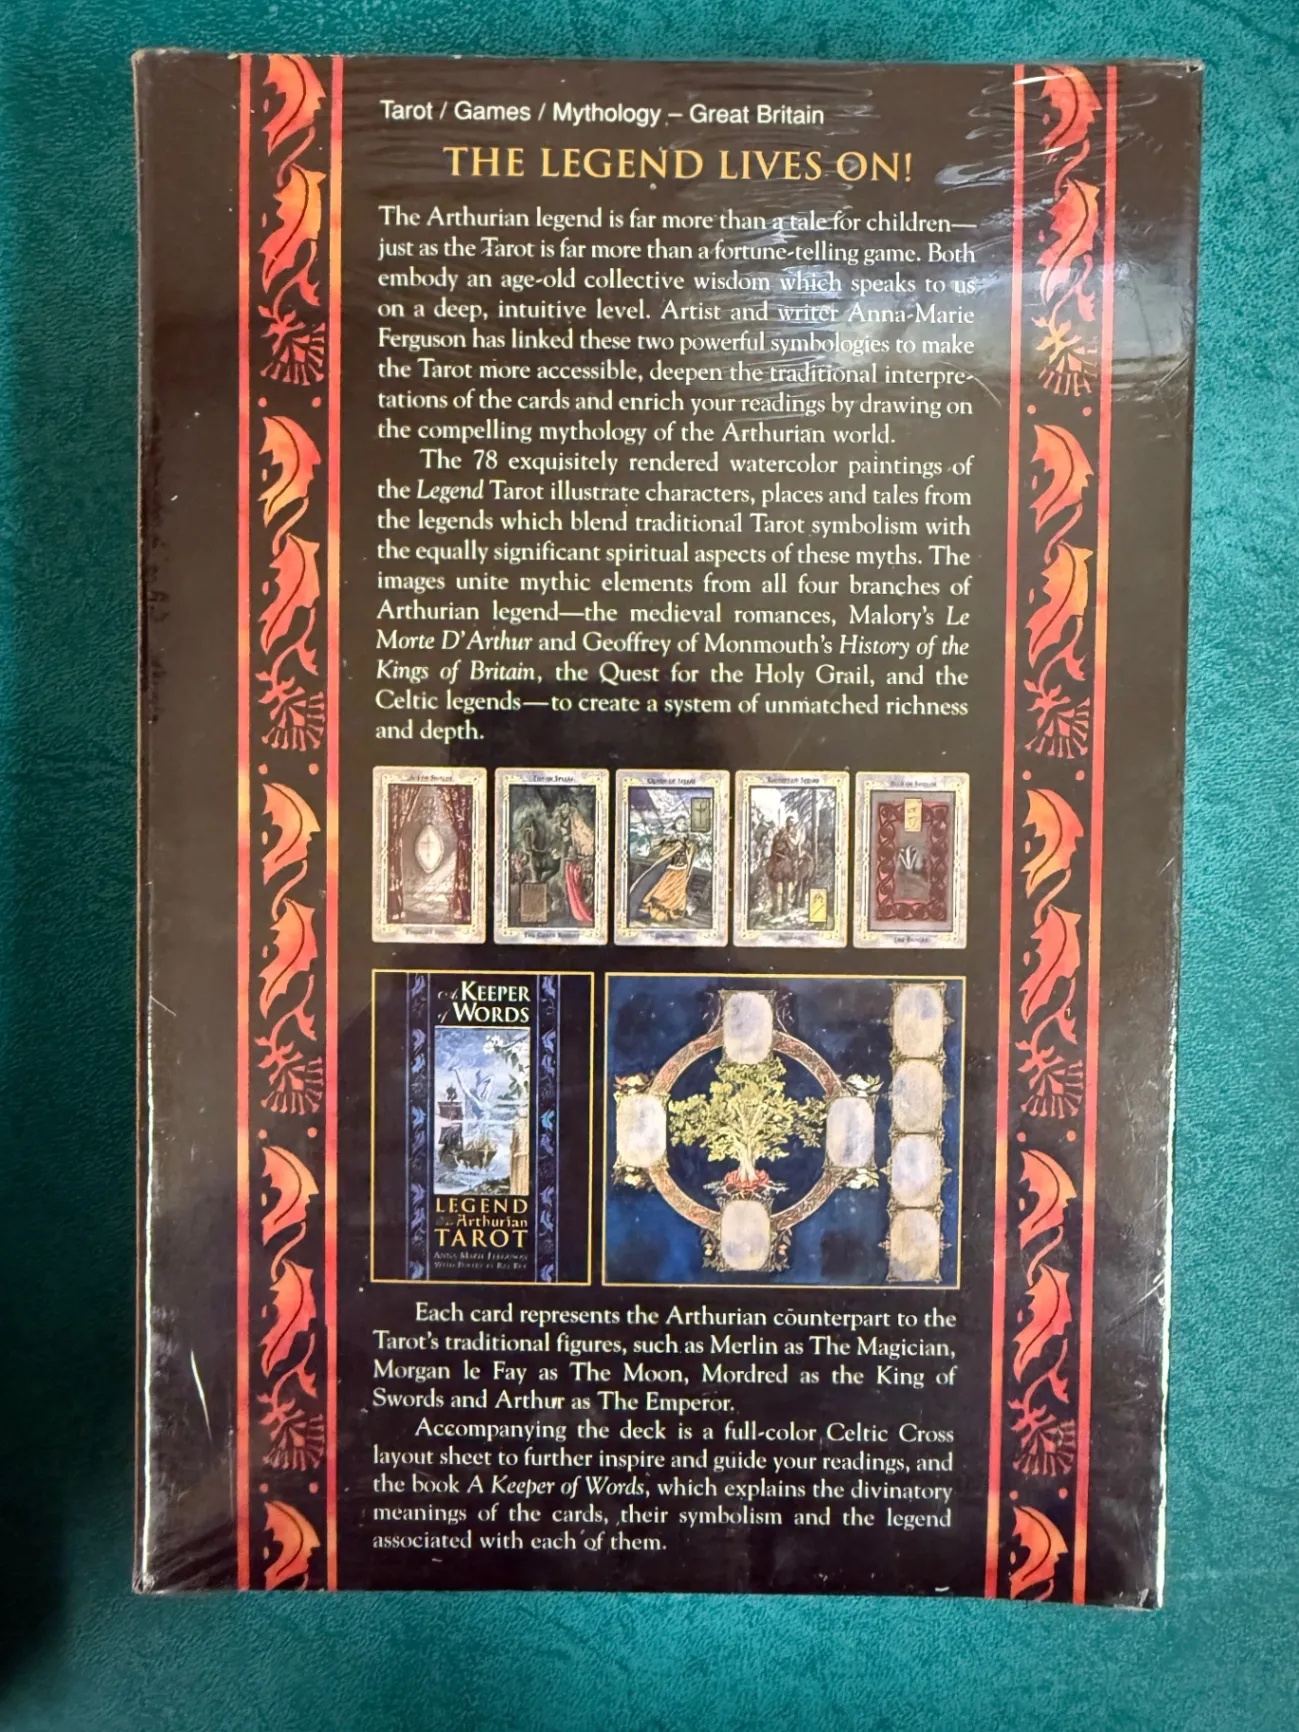 Tarot / Games / Mythology – Great Britain
THE LEGEND LIVES ON!
The Arthurian legend is far more than a tale for children—
just as the Tarot is far more than a fortune-telling game. Both
embody an age-old collective wisdom which speaks to us
on a deep, intuitive level. Artist and writer Anna-Marie
Ferguson has linked these two powerful symbologies to make
the Tarot more accessible, deepen the traditional interpre-
tations of the cards and enrich your readings by drawing on
the compelling mythology of the Arthurian world.
The 78 exquisitely rendered watercolor paintings of
the Legend Tarot illustrate characters, places and tales from
the legends which blend traditional Tarot symbolism with
the equally significant spiritual aspects of these myths. The
images unite mythic elements from all four branches of
Arthurian legend—the medieval romances, Malory's Le
Morte D'Arthur and Geoffrey of Monmouth's History of the
Kings of Britain, the Quest for the Holy Grail, and the
Celtic legends—to create a system of unmatched richness
and depth.
A KEEPER
of WORDS
LEGEND
Arthurian
TAROT
ANNA-MARIE FERGUSON
Each card represents the Arthurian counterpart to the
Tarot's traditional figures, such as Merlin as The Magician,
Morgan le Fay as The Moon, Mordred as the King of
Swords and Arthur as The Emperor.
Accompanying the deck is a full-color Celtic Cross
layout sheet to further inspire and guide your readings, and
the book A Keeper of Words, which explains the divinatory
meanings of the cards, their symbolism and the legend
associated with each of them.